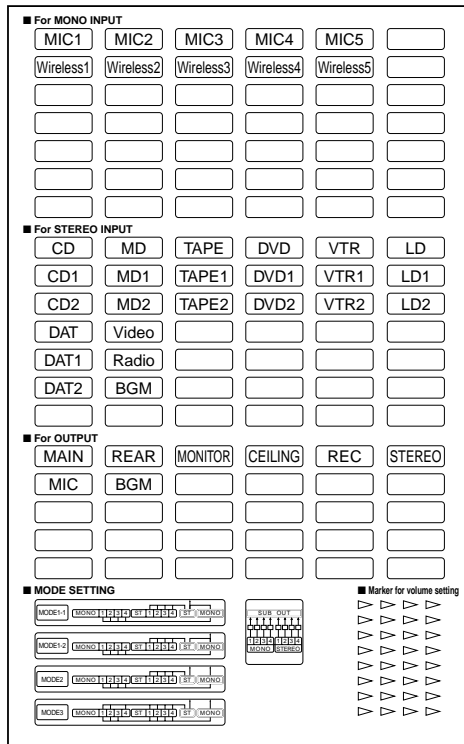 ■ For MONO INPUT
MIC1 MIC2 MIC3 MIC4 MIC5
Wireless1 Wireless2 Wireless3 Wireless4 Wireless5
■ For STEREO INPUT
CD MD TAPE DVD VTR LD
CD1 MD1 TAPE1 DVD1 VTR1 LD1
CD2 MD2 TAPE2 DVD2 VTR2 LD2
DAT Video
DAT1 Radio
DAT2 BGM
■ For OUTPUT
MAIN REAR MONITOR CEILING REC STEREO
MIC BGM
■ MODE SETTING
MODE1-1 MONO 1 2 3 4 ST 1 2 3 4 ST MONO
MODE1-2 MONO 1 2 3 4 ST 1 2 3 4 ST MONO
MODE2 MONO 1 2 3 4 ST 1 2 3 4 ST MONO
MODE3 MONO 1 2 3 4 ST 1 2 3 4 ST MONO
SUB OUT
1 2 3 4 1 2 3 4
MONO STEREO
■ Marker for volume setting